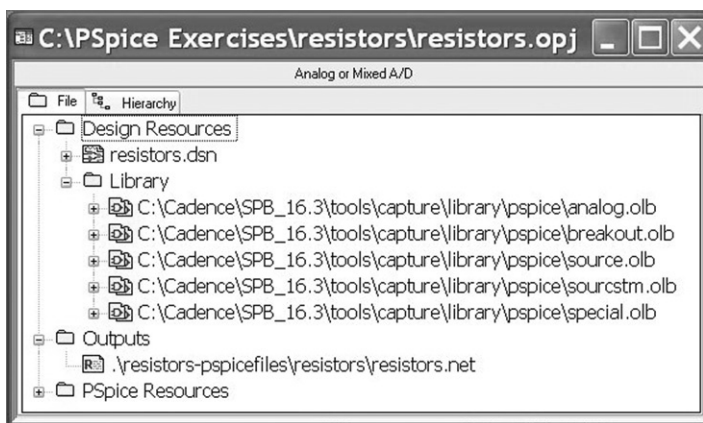 C:\PSpice Exercises\resistors\resistors.opj
Analog or Mixed A/D
File Hierarchy
Design Resources
resistors.dsn
Library
C:\Cadence\SPB_16.3\tools\capture\library\pspice\analog.olb
C:\Cadence\SPB_16.3\tools\capture\library\pspice\breakout.olb
C:\Cadence\SPB_16.3\tools\capture\library\pspice\source.olb
C:\Cadence\SPB_16.3\tools\capture\library\pspice\sourcstm.olb
C:\Cadence\SPB_16.3\tools\capture\library\pspice\special.olb
Outputs
.\resistors-pspicefiles\resistors\resistors.net
PSpice Resources